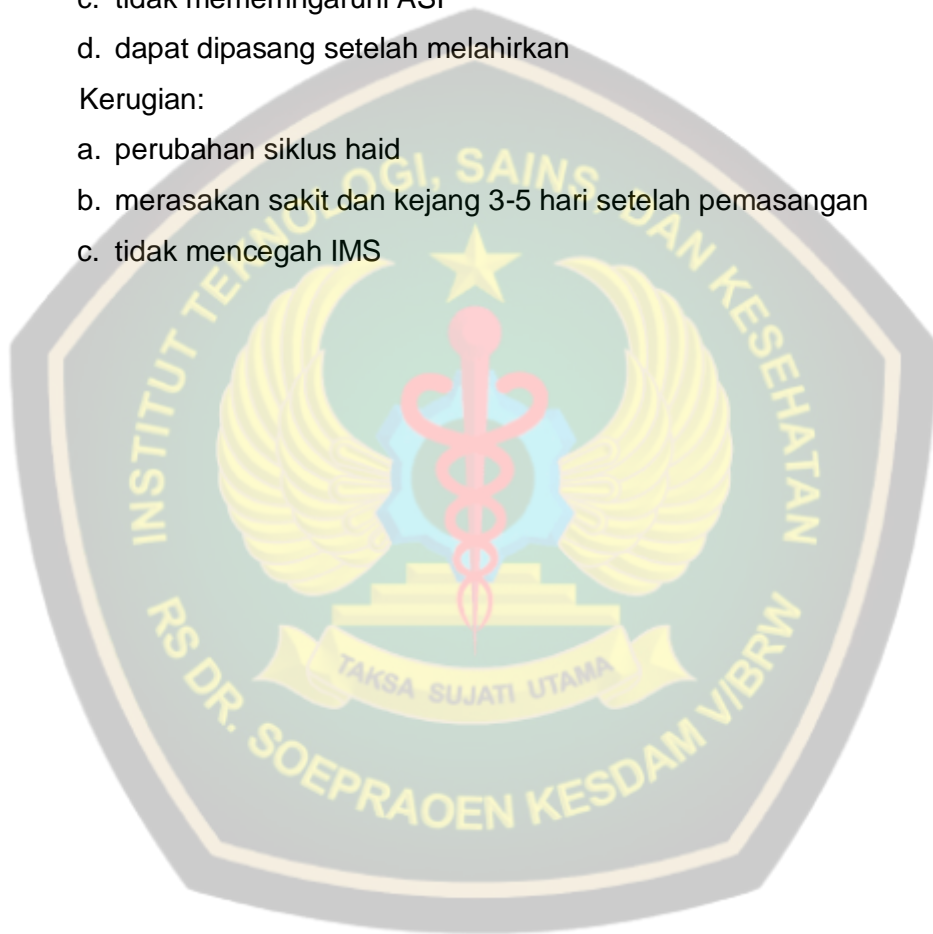 c. tidak
d. dapat dipasang setelah melahirkan
Kerugian:
a. perubahan siklus haid
b. merasakan sakit dan kejang 3-5 hari setelah pemasangan
c. tidak mencegah IMS
INSTITUT TEKNOLOGI, SAINS, DAN KESEHATAN
TAKSA SUJATI UTAMA
RS DR. SOEPRAOEN KESDAM V/BRW